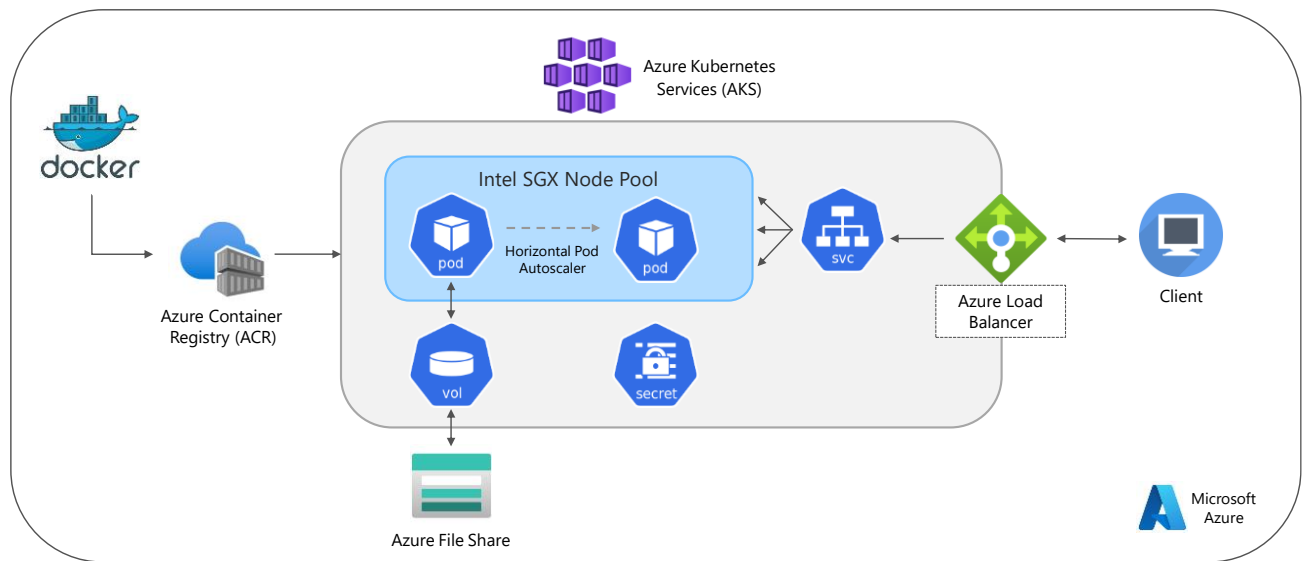 Azure Kubernetes
Services (AKS)
docker
Intel SGX Node Pool
pod
Horizontal Pod
Autoscaler
pod
svc
Azure Container
Registry (ACR)
Azure Load
Balancer
Client
vol
secret
Azure File Share
Microsoft
Azure